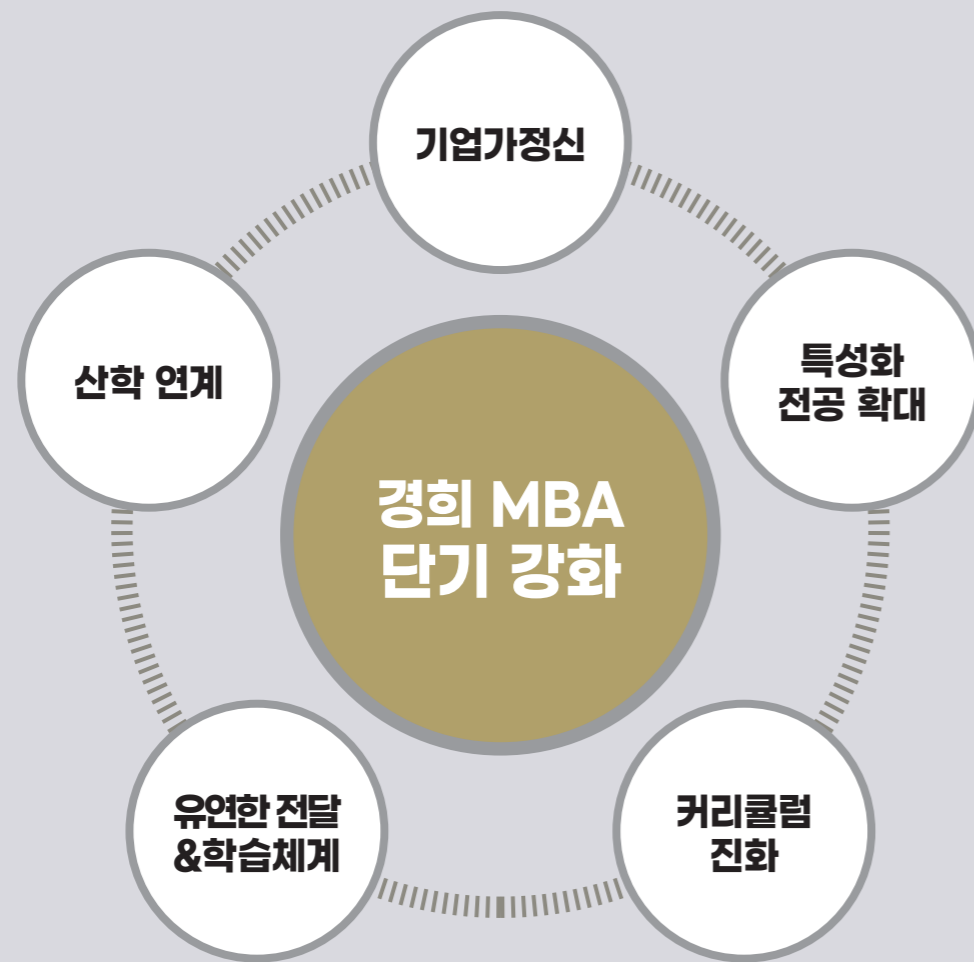 기업가정신
산학 연계
특성화
전공 확대
경희 MBA
단기 강화
유연한 전달
&학습체계
커리큘럼
진화